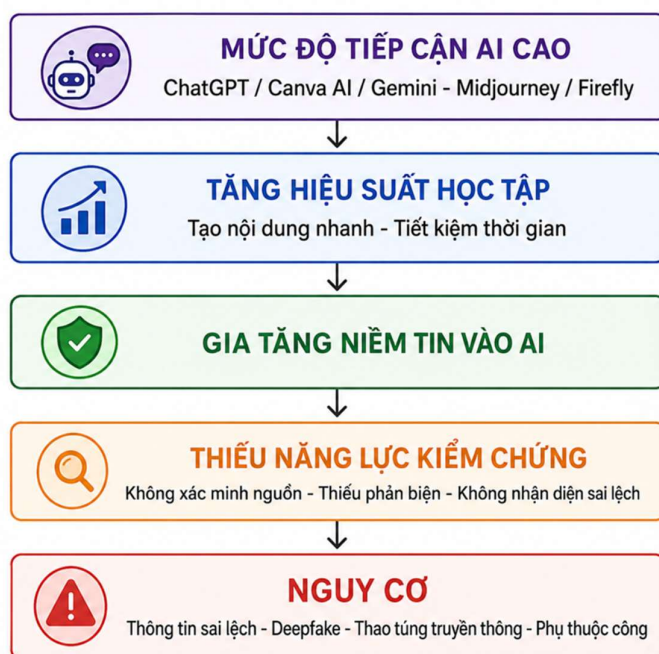 MỨC ĐỘ TIẾP CẬN AI CAO
ChatGPT / Canva AI / Gemini - Midjourney / Firefly
TĂNG HIỆU SUẤT HỌC TẬP
Tạo nội dung nhanh - Tiết kiệm thời gian
GIA TĂNG NIỀM TIN VÀO AI
THIẾU NĂNG LỰC KIỂM CHỨNG
Không xác minh nguồn - Thiếu phản biện - Không nhận diện sai lệch
NGUY CƠ
Thông tin sai lệch - Deepfake - Thao túng truyền thông - Phụ thuộc công